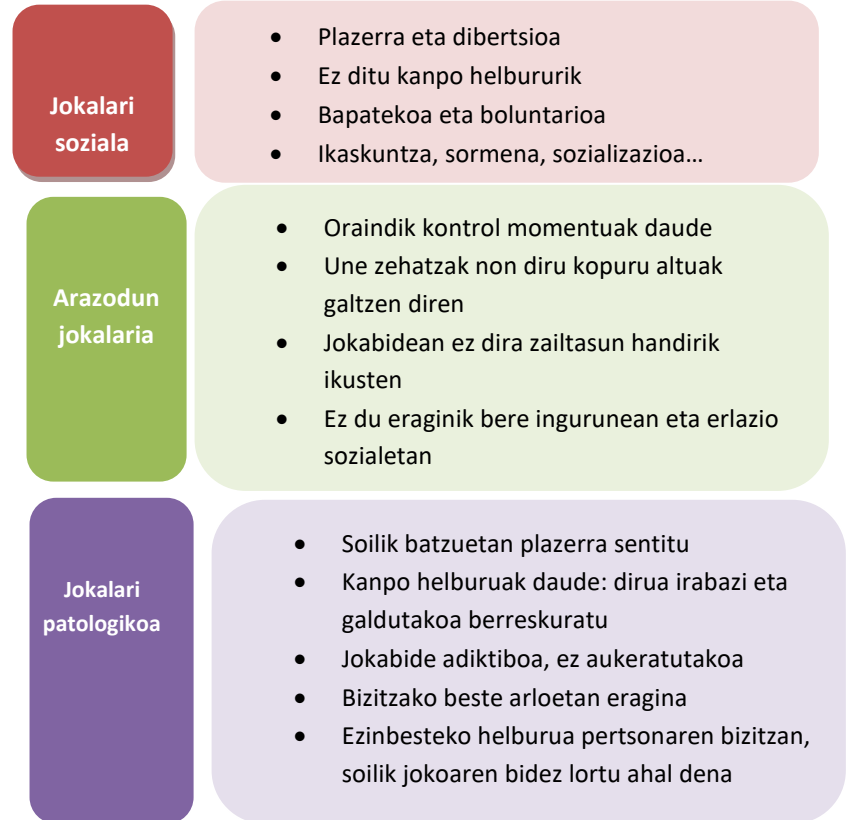 Jokalari
soziala
• Plazerra eta dibertsioa
• Ez ditu kanpo helbururik
• Bapatekoa eta boluntarioa
• Ikaskuntza, sormena, sozializazioa…
Arazodun
jokalaria
• Oraindik kontrol momentuak daude
• Une zehatzak non diru kopuru altuak
galtzen diren
• Jokabidean ez dira zailtasun handirik
ikusten
• Ez du eraginik bere ingurunean eta erlazio
sozialetan
Jokalari
patologikoa
• Soilik batzuetan plazerra sentitu
• Kanpo helburuak daude: dirua irabazi eta
galdutakoa berreskuratu
• Jokabide adiktiboa, ez aukeratutakoa
• Bizitzako beste arloetan eragina
• Ezinbesteko helburua pertsonaren bizitzan,
soilik jokoaren bidez lortu ahal dena